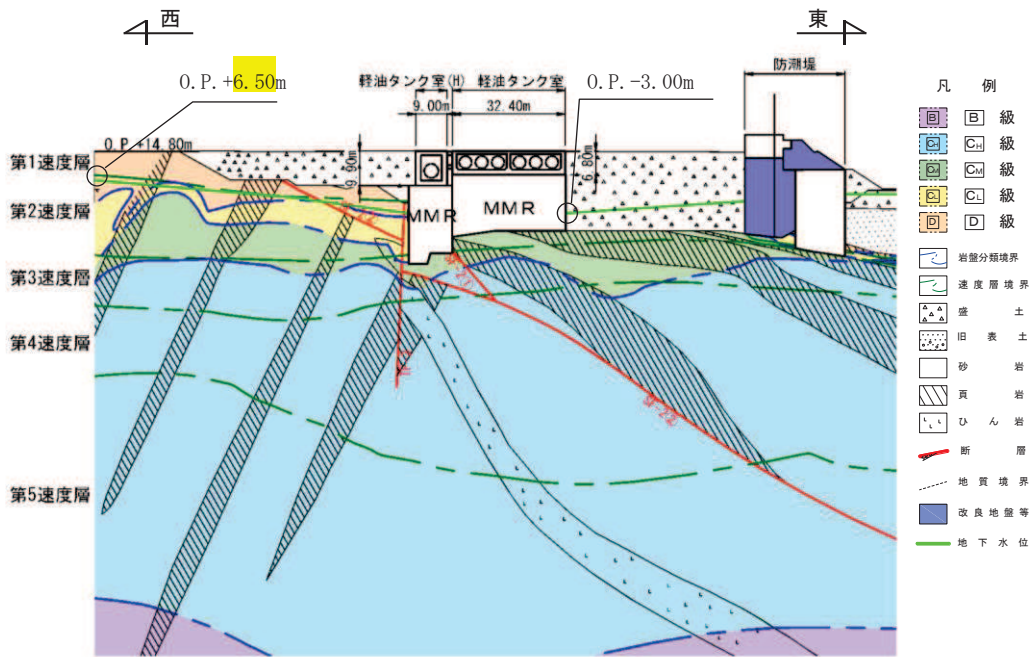 西
東
防潮堤
O.P.+6.50m
軽油タンク室(H)
軽油タンク室
O.P.-3.00m
9.00m
32.40m
O.P.+14.80m
9.90m
6.80m
第1速度層
第2速度層
第3速度層
第4速度層
第5速度層
MMR
MMR
凡 例
B B 級
CH CH 級
CM CM 級
CL CL 級
D D 級
岩盤分類境界
速度層境界
盛 土
旧 表 土
砂 岩
頁 岩
ひ ん 岩
断 層
地 質 境 界
改 良 地 盤 等
地 下 水 位